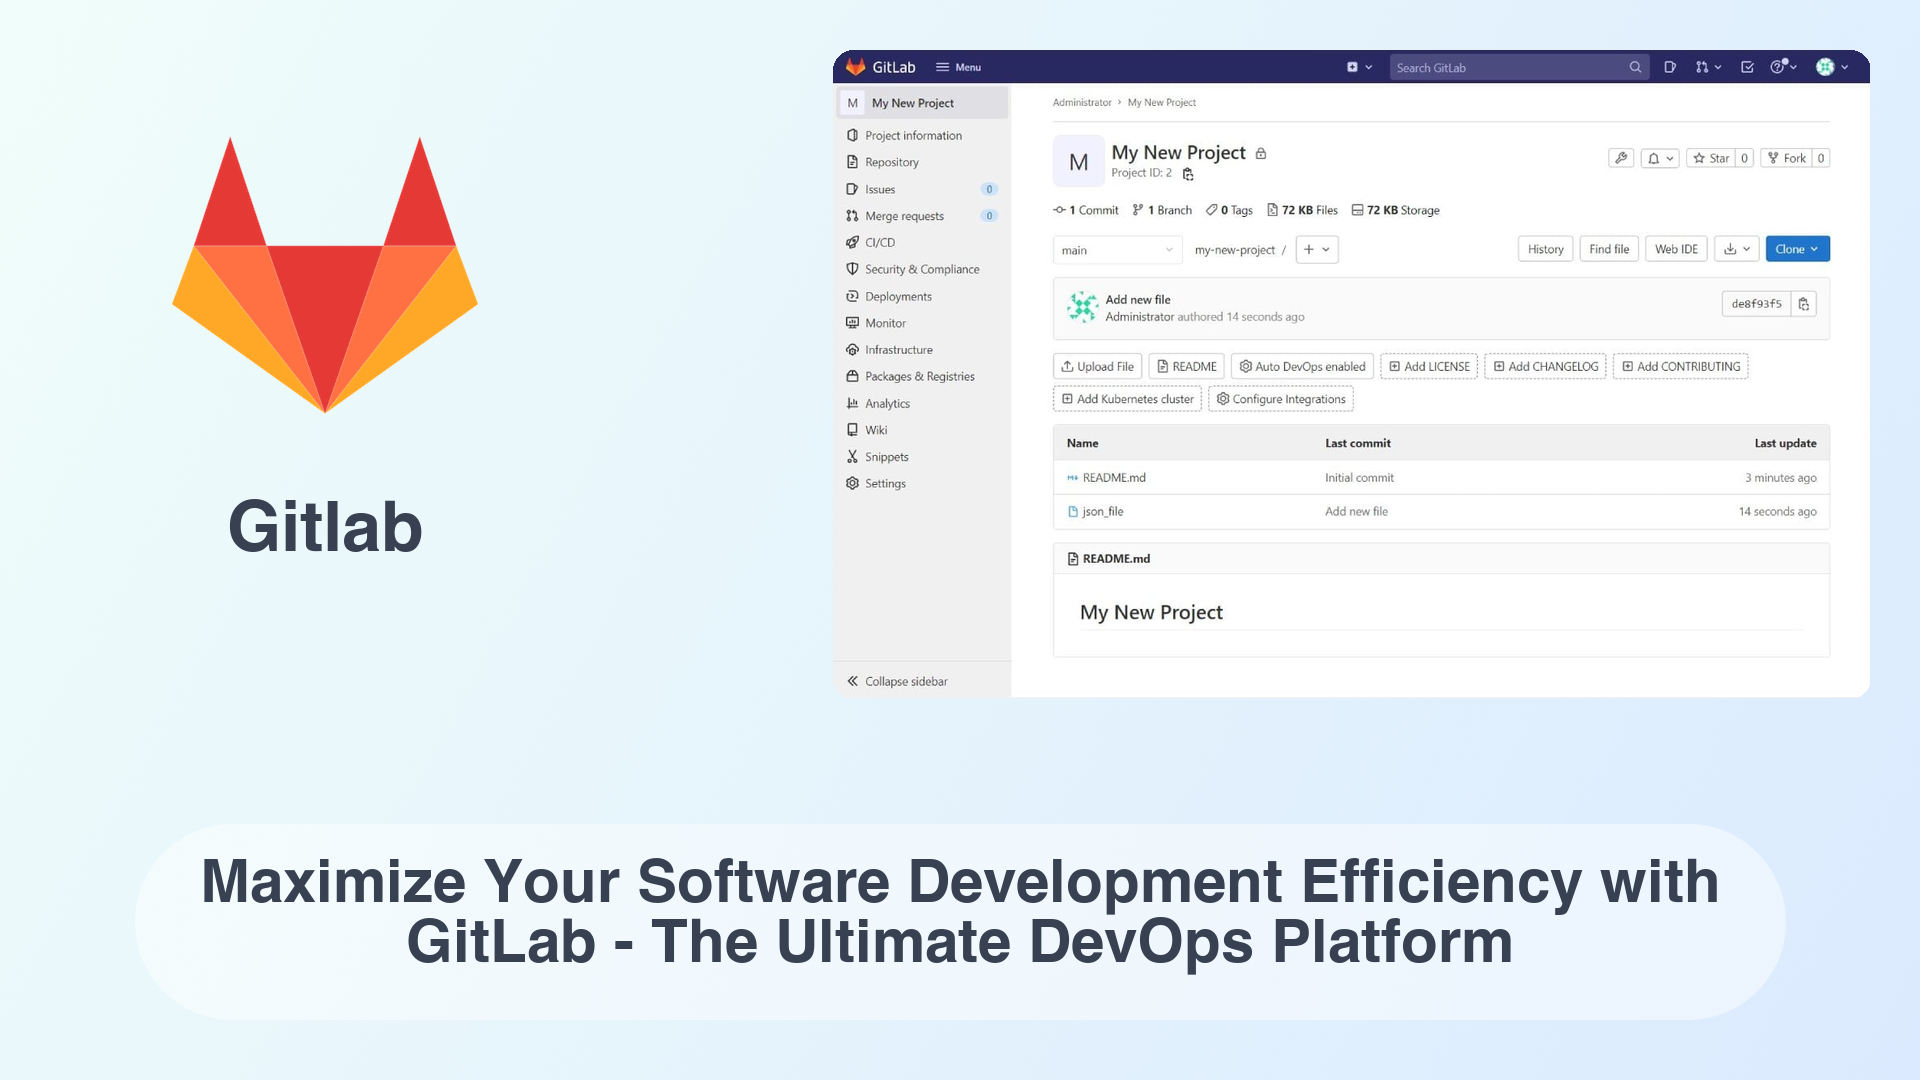 Gitlab
GitLab Menu Search GitLab
M My New Project
Project information
Repository
Issues 0
Merge requests 0
CI/CD
Security & Compliance
Deployments
Monitor
Infrastructure
Packages & Registries
Analytics
Wiki
Snippets
Settings
Collapse sidebar
Administrator › My New Project
M My New Project
Project ID: 2
Star 0 Fork 0
1 Commit 1 Branch 0 Tags 72 KB Files 72 KB Storage
main my-new-project / + History Find file Web IDE Clone
Add new file
Administrator authored 14 seconds ago
de8f93f5
Upload File README Auto DevOps enabled Add LICENSE Add CHANGELOG Add CONTRIBUTING
Add Kubernetes cluster Configure Integrations
Name Last commit Last update
README.md Initial commit 3 minutes ago
json_file Add new file 14 seconds ago
README.md
My New Project
Maximize Your Software Development Efficiency with
GitLab - The Ultimate DevOps Platform